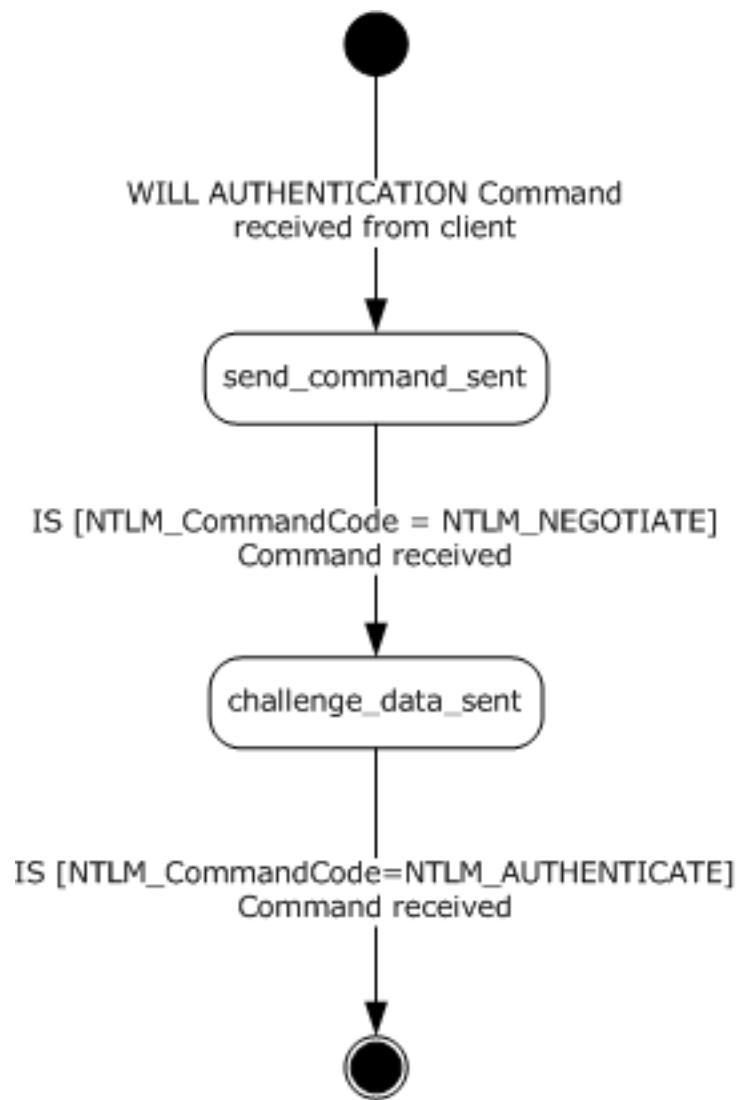 WILL AUTHENTICATION Command
received from client
send_command_sent
IS [NTLM_CommandCode = NTLM_NEGOTIATE]
Command received
challenge_data_sent
IS [NTLM_CommandCode=NTLM_AUTHENTICATE]
Command received